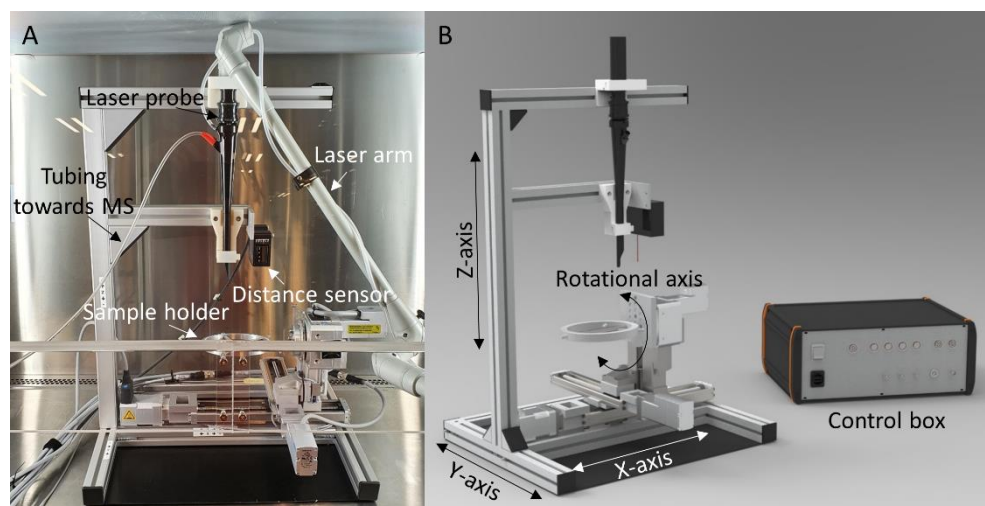 A
Laser probe
Laser arm
Tubing
towards MS
Distance sensor
Sample holder
B
Z-axis
Rotational axis
Control box
X-axis
Y-axis